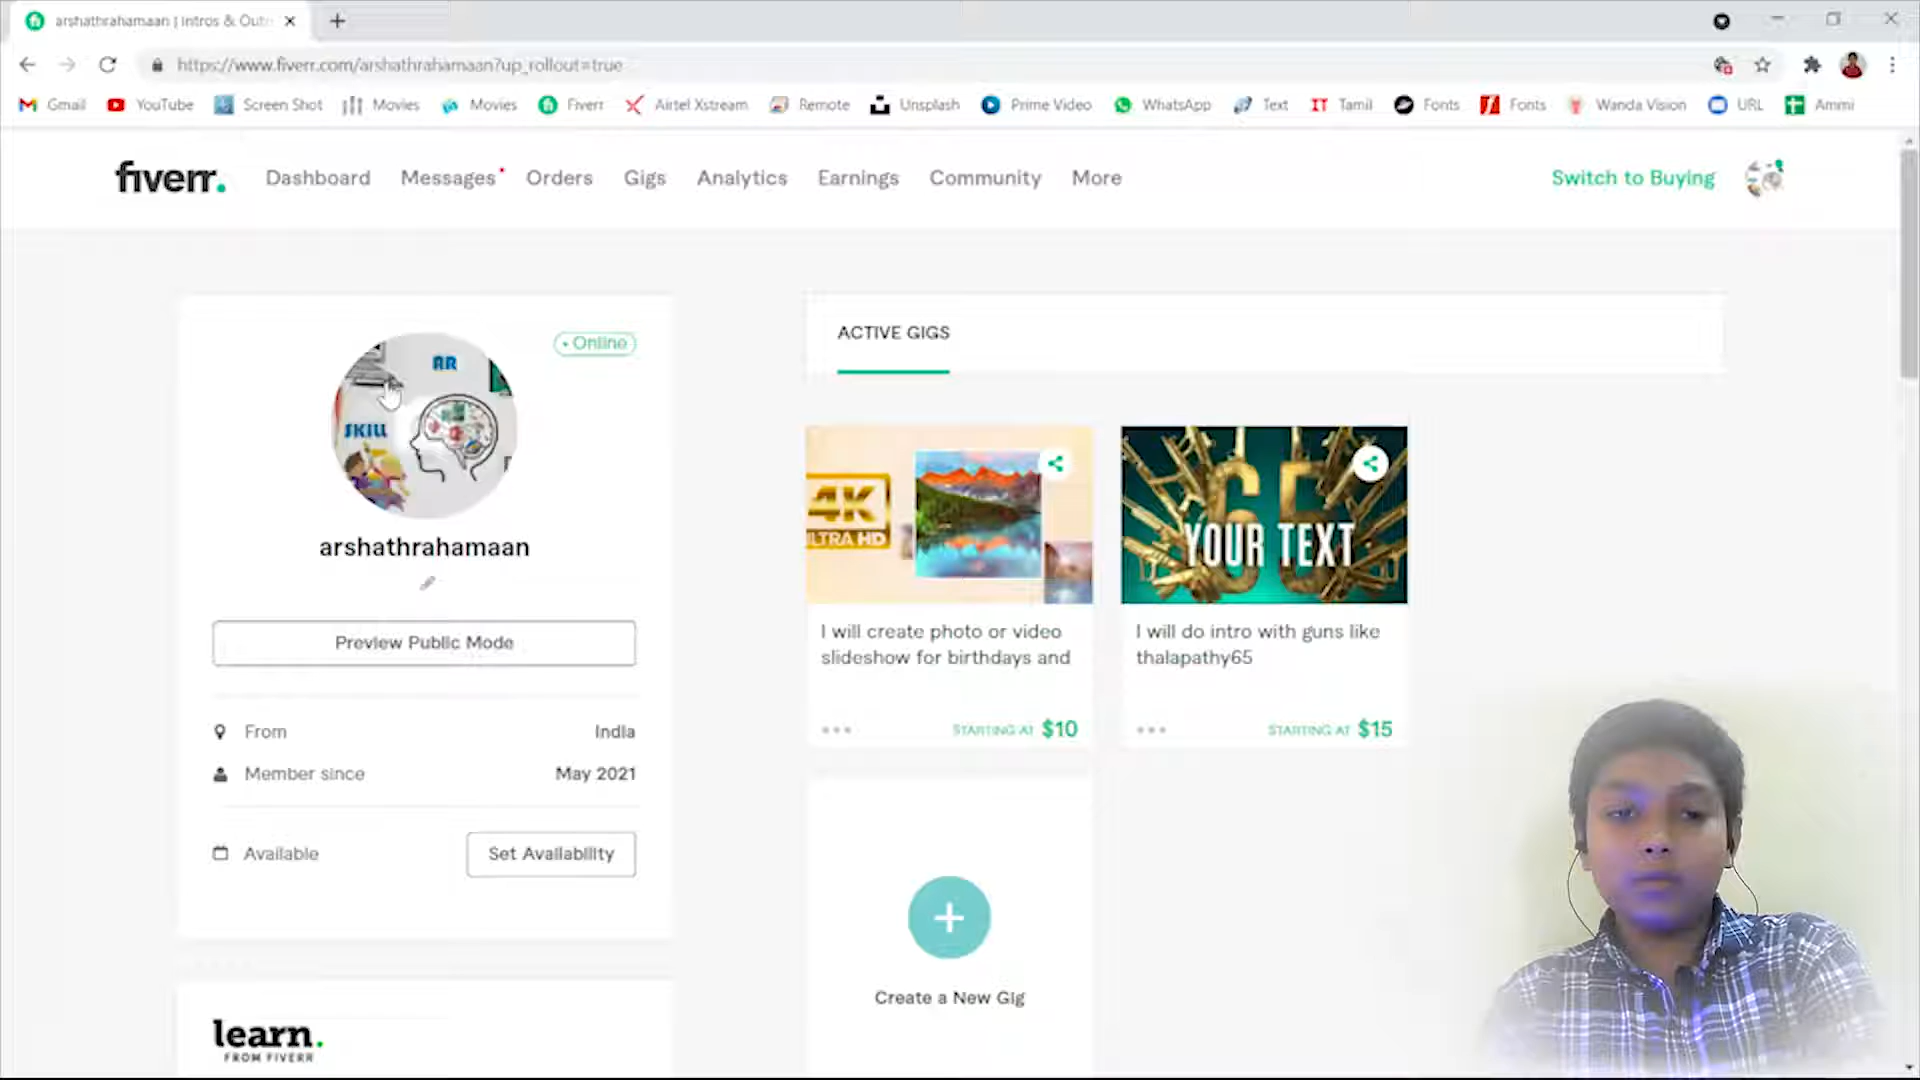 arshathrahamaan | Intros & Outr
https://www.fiverr.com/arshathrahamaan?up_rollout=true
Gmail YouTube Screen Shot Movies Movies Fiverr Airtel Xstream Remote Unsplash Prime Video WhatsApp Text Tamil Fonts Fonts Wanda Vision URL Ammi
fiverr. Dashboard Messages Orders Gigs Analytics Earnings Community More Switch to Buying
Online
AR
SKILL
arshathrahamaan
Preview Public Mode
From India
Member since May 2021
Available Set Availability
learn.
FROM FIVERR
ACTIVE GIGS
4K
ULTRA HD
I will create photo or video
slideshow for birthdays and
STARTING AT $10
65
YOUR TEXT
I will do intro with guns like
thalapathy65
STARTING AT $15
+
Create a New Gig